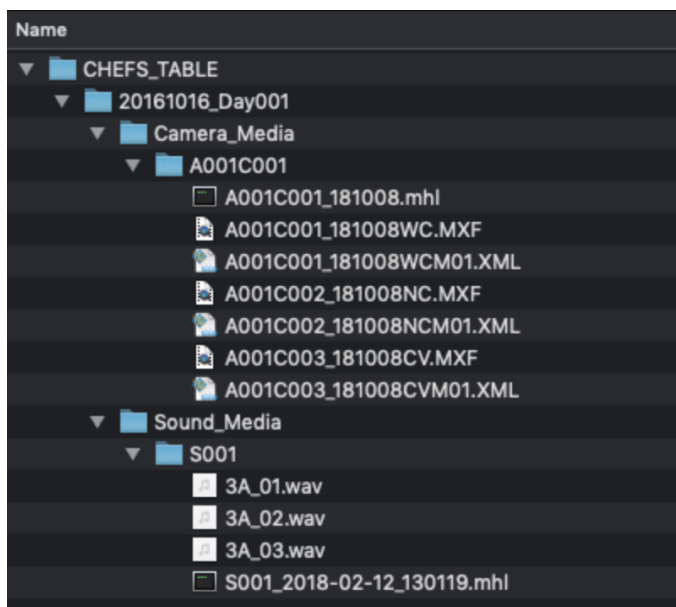 Name
CHEFS_TABLE
20161016_Day001
Camera_Media
A001C001
A001C001_181008.mhl
A001C001_181008WC.MXF
A001C001_181008WCM01.XML
A001C002_181008NC.MXF
A001C002_181008NCM01.XML
A001C003_181008CV.MXF
A001C003_181008CVM01.XML
Sound_Media
S001
3A_01.wav
3A_02.wav
3A_03.wav
S001_2018-02-12_130119.mhl